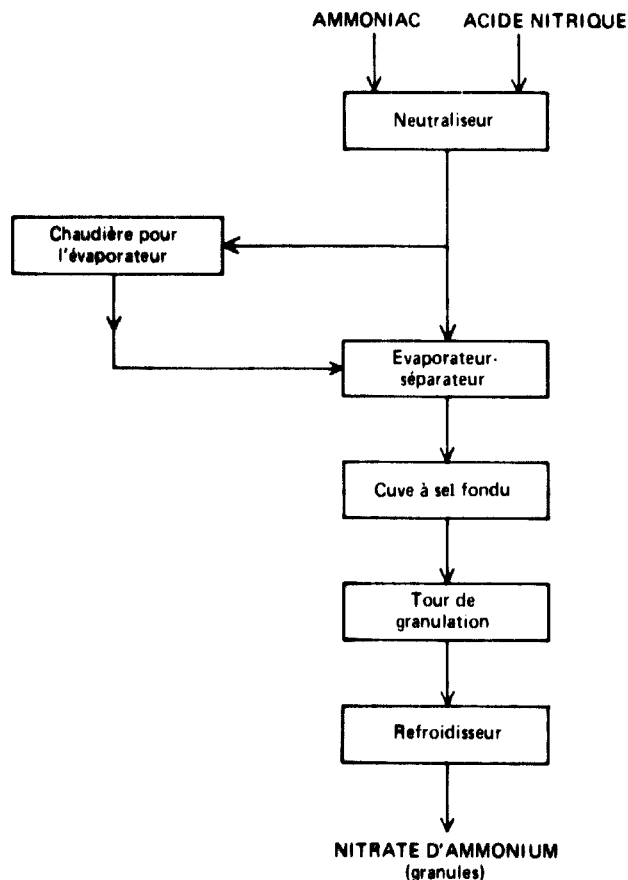 AMMONIAC ACIDE NITRIQUE
Neutraliseur
Chaudière pour
l'évaporateur
Evaporateur-
séparateur
Cuve à sel fondu
Tour de
granulation
Refroidisseur
NITRATE D'AMMONIUM
(granules)